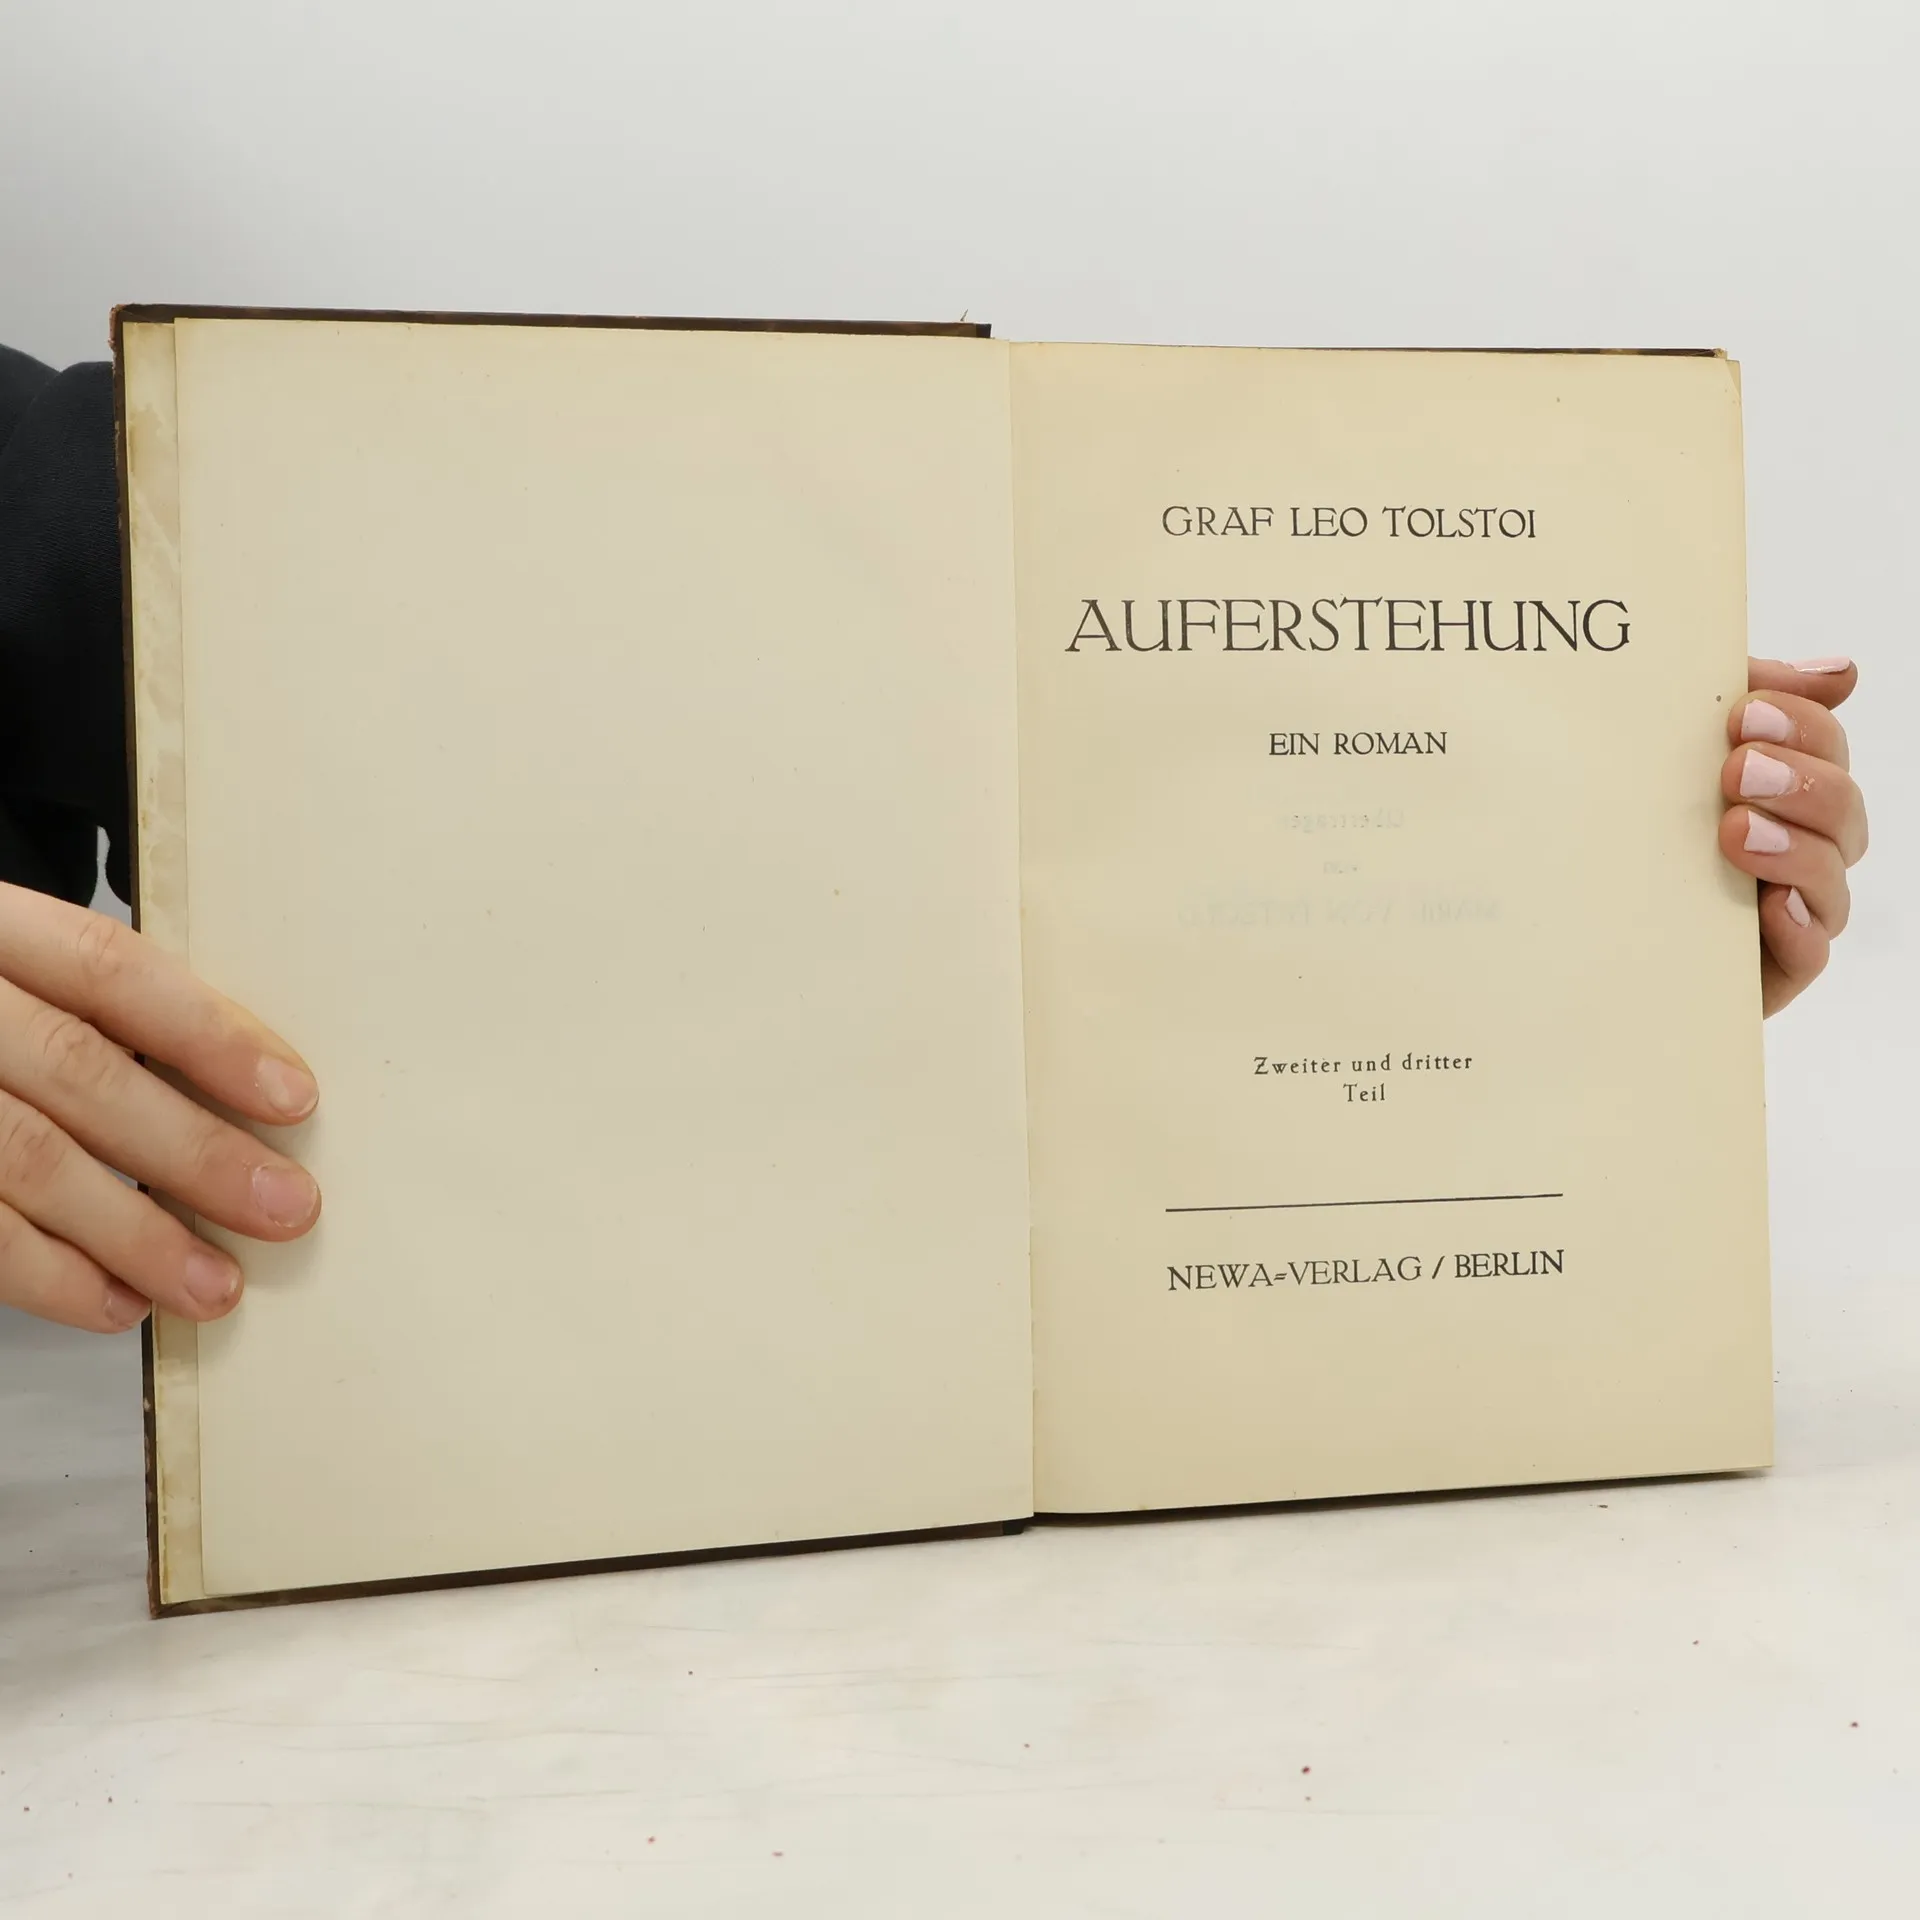 GRAF LEO TOLSTOI
AUFERSTEHUNG
EIN ROMAN
Zweiter und dritter
Teil
NEWA=VERLAG / BERLIN